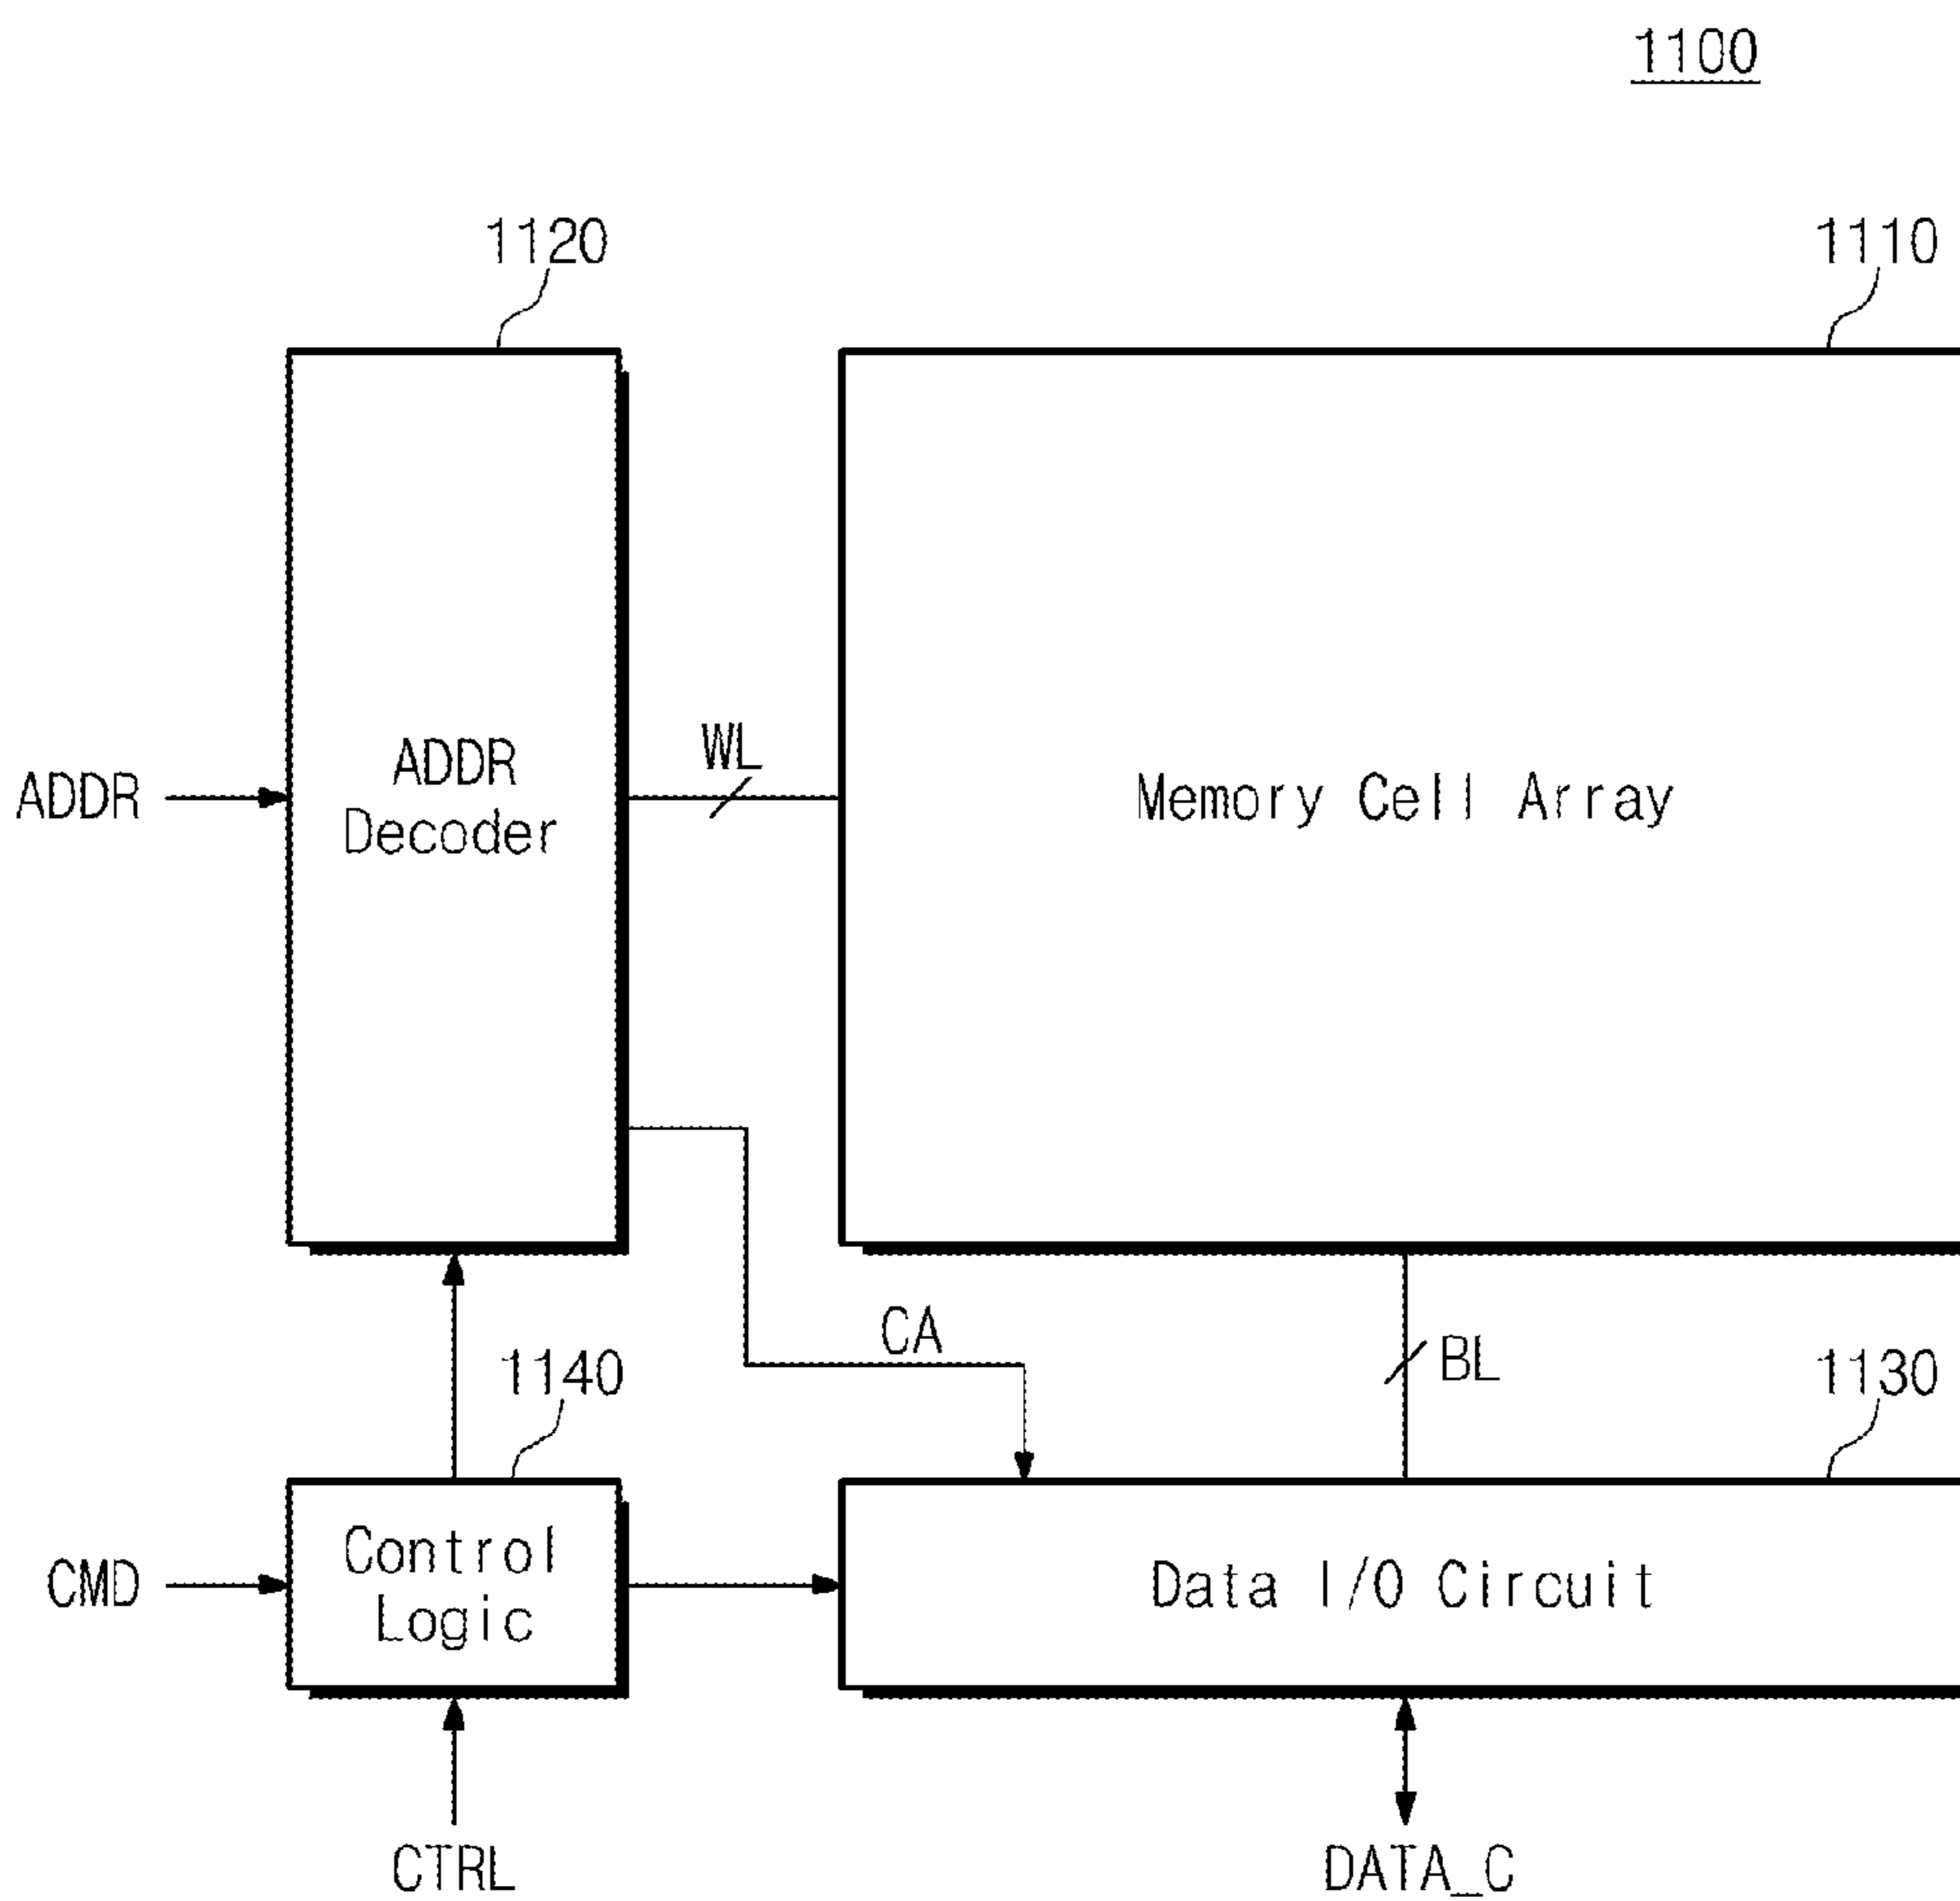 1100
1120
1110
ADDR
ADDR
Decoder
WL
Memory Cell Array
CA
BL
1140
1130
CMD
Control
Logic
Data I/O Circuit
CTRL
DATA_C